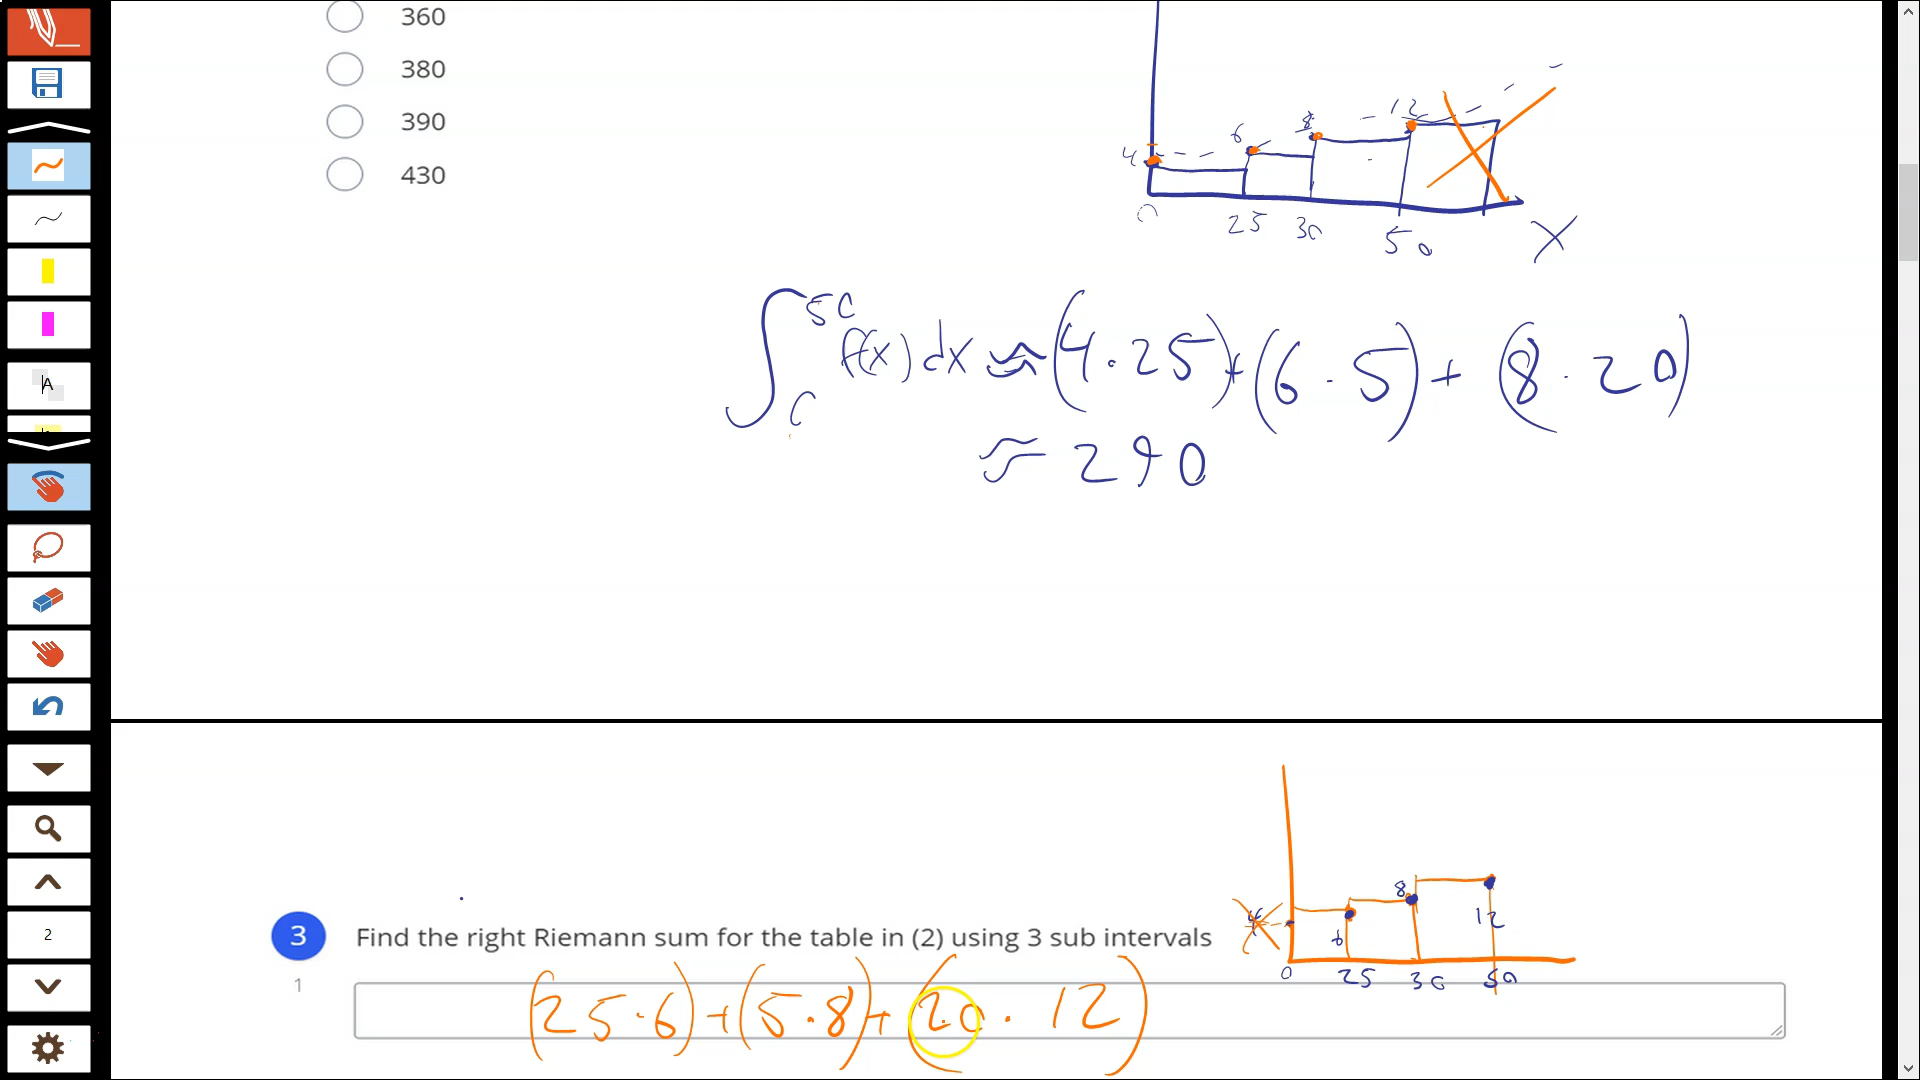 360
380
390
430
12
8
6
4
0
25 30 50 X
∫₀⁵⁰ f(x) dx ≈ (4·25) + (6·5) + (8·20)
≈ 290
8
12
6
3 Find the right Riemann sum for the table in (2) using 3 sub intervals
0 25 30 50
1
(25·6) + (5·8) + (20·12)
A
2